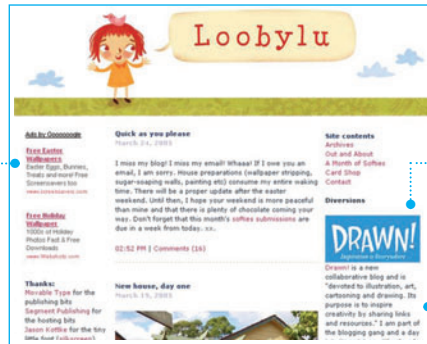 Loobylu
Ads by Goooooogle
Free Easter
Wallpapers
Easter Eggs, Bunnies,
Treats and more! Free
Screensavers too
Free Holiday
Wallpaper
1000s of Holiday
Photos Fast & Free
Downloads
Thanks:
Movable Type for the
publishing bits
Segment Publishing for
the hosting bits
Jason Kottke for the tiny
little font (silkscreen)
Quick as you please
March 24, 2005
I miss my blog! I miss my email! Whaaa! If I owe you an
email, I am sorry. House preparations (wallpaper stripping,
sugar-soaping walls, painting etc) consume my entire waking
time. There will be a proper update after the easter
weekend. Until then, I hope your weekend is more peaceful
than mine and that there is plenty of chocolate coming your
way. Don't forget that this month's softies submissions are
due in a week from today. xx.
02:52 PM | Comments (16)
New house, day one
March 19, 2005
Site contents
Archives
Out and About
A Month of Softies
Card Shop
Contact
Diversions
DRAWN!
Drawn! is a new
collaborative blog and is
"devoted to illustration, art,
cartooning and drawing. Its
purpose is to inspire
creativity by sharing links
and resources." I am part of
the blogging gang and a day